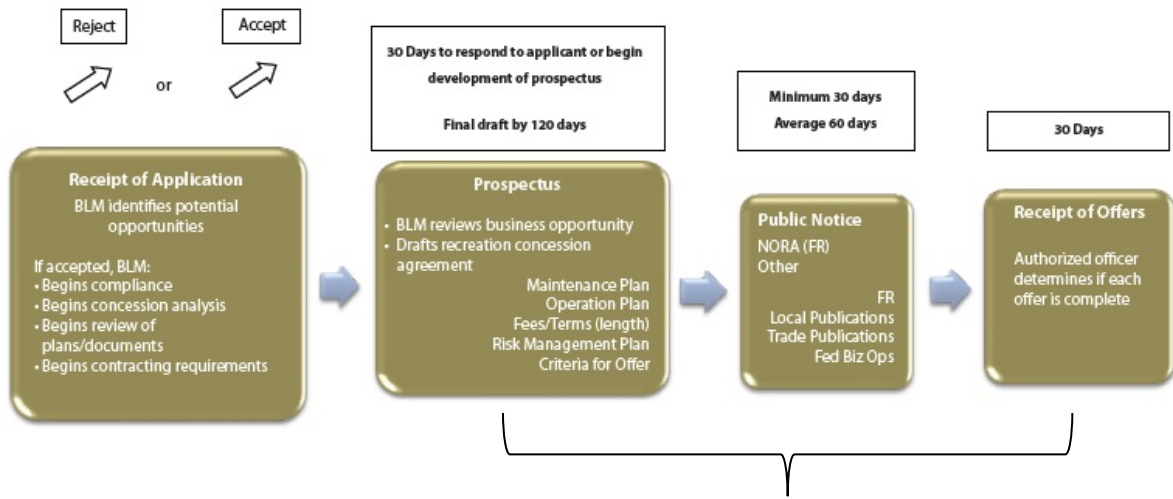 Reject
or
Accept
30 Days to respond to applicant or begin
development of prospectus
Final draft by 120 days
Minimum 30 days
Average 60 days
30 Days
Receipt of Application
BLM identifies potential
opportunities
If accepted, BLM:
• Begins compliance
• Begins concession analysis
• Begins review of
plans/documents
• Begins contracting requirements
Prospectus
• BLM reviews business opportunity
• Drafts recreation concession
agreement
Maintenance Plan
Operation Plan
Fees/Terms (length)
Risk Management Plan
Criteria for Offer
Public Notice
NORA (FR)
Other
FR
Local Publications
Trade Publications
Fed Biz Ops
Receipt of Offers
Authorized officer
determines if each
offer is complete